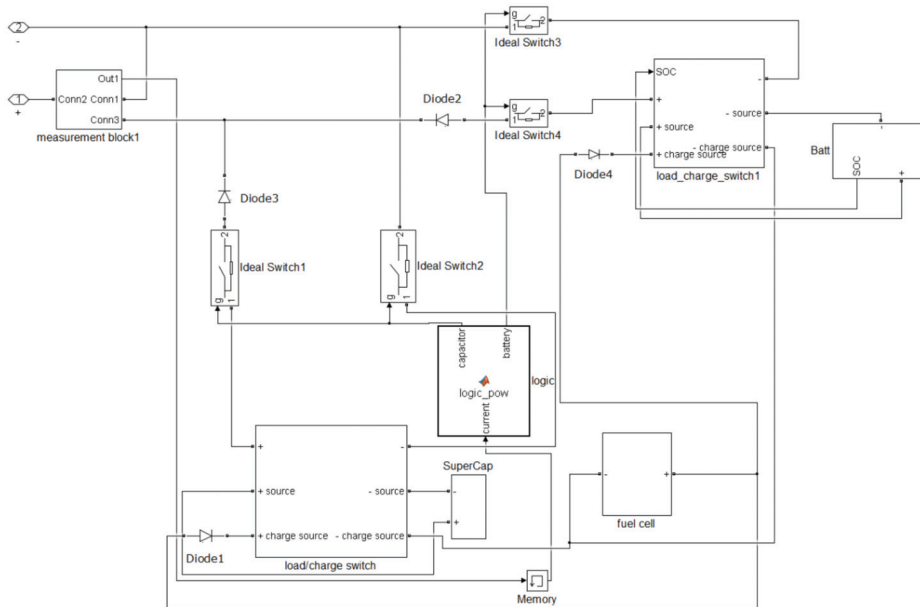 2
-
1
+
Out1
Conn2 Conn1
Conn3
measurement block1
g
1
2
Ideal Switch3
Diode2
g
1
2
Ideal Switch4
SOC
-
+
- source
+ source
- charge source
+ charge source
load_charge_switch1
Diode4
Batt
-
SOC
+
Diode3
2
Ideal Switch1
g
1
2
Ideal Switch2
g
1
capacitor
battery
logic_pow
logic
current
+
-
+ source
- source
+ charge source
- charge source
load/charge switch
Diode1
SuperCap
-
+
-
+
fuel cell
Memory